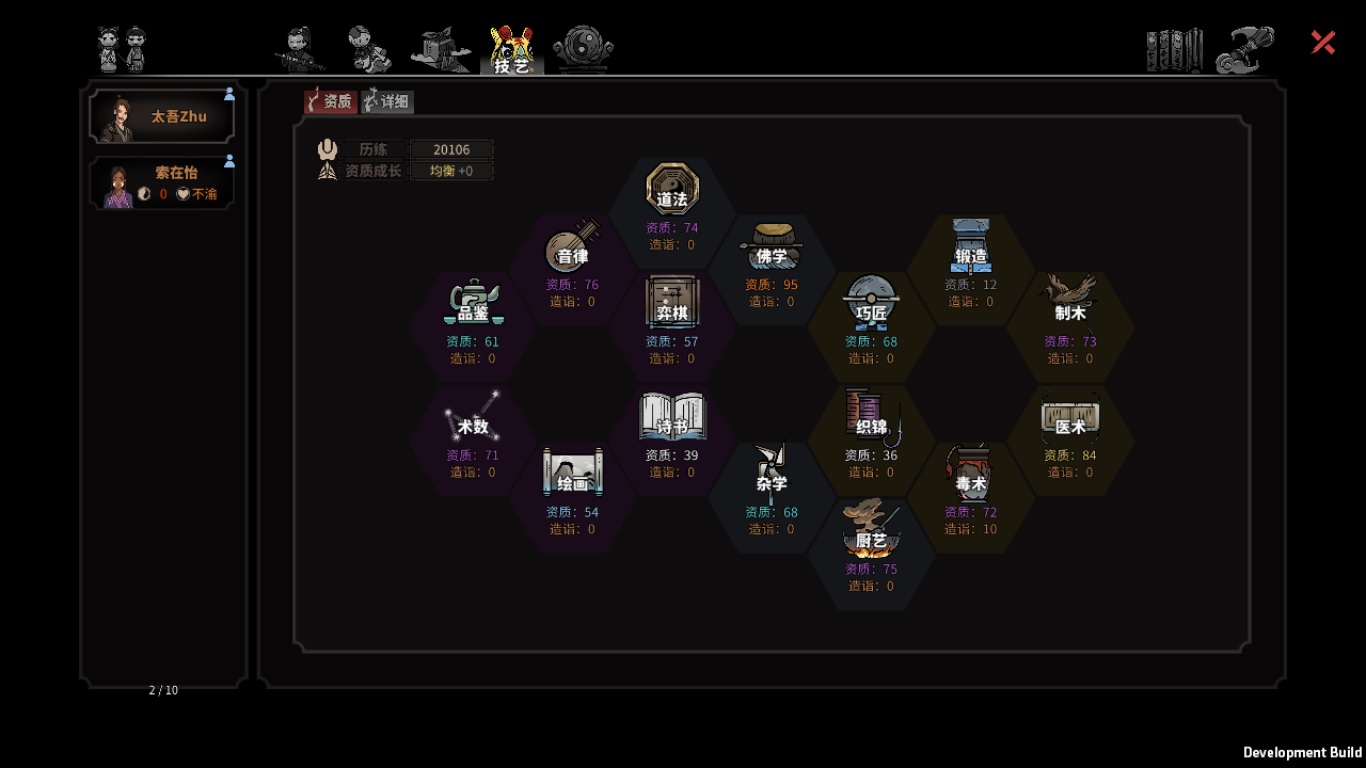 技艺
太吾Zhu
索在怡
0 不渝
2 / 10
资质 详细
历练 20106
资质成长 均衡 +0
道法
资质: 74
造诣: 0
音律
资质: 76
造诣: 0
佛学
资质: 95
造诣: 0
锻造
资质: 12
造诣: 0
品鉴
资质: 61
造诣: 0
弈棋
资质: 57
造诣: 0
巧匠
资质: 68
造诣: 0
制木
资质: 73
造诣: 0
术数
资质: 71
造诣: 0
诗书
资质: 39
造诣: 0
织锦
资质: 36
造诣: 0
医术
资质: 84
造诣: 0
绘画
资质: 54
造诣: 0
杂学
资质: 68
造诣: 0
毒术
资质: 72
造诣: 10
厨艺
资质: 75
造诣: 0
Development Build